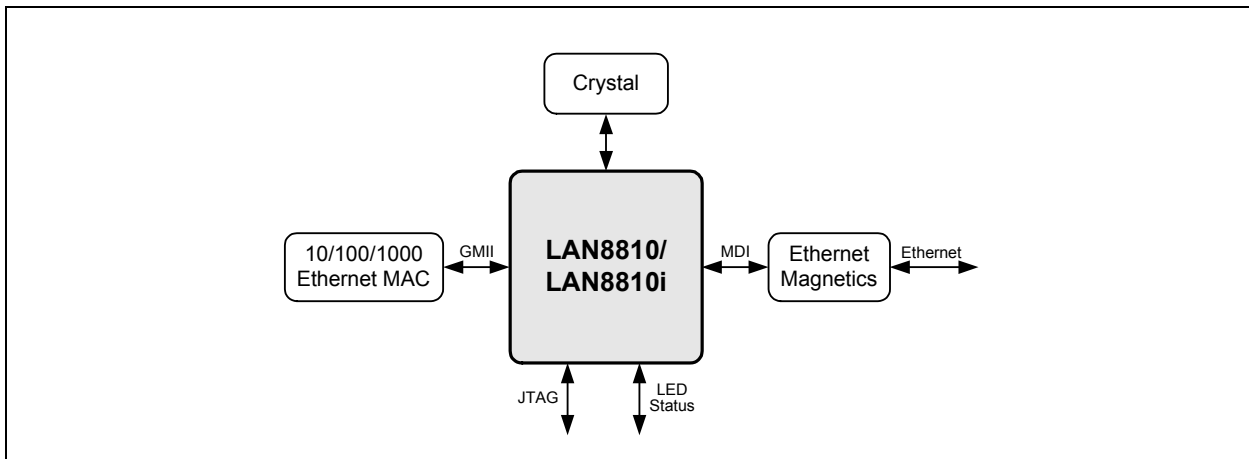 Crystal
10/100/1000
Ethernet MAC
GMII
LAN8810/
LAN8810i
MDI
Ethernet
Magnetics
Ethernet
JTAG
LED
Status